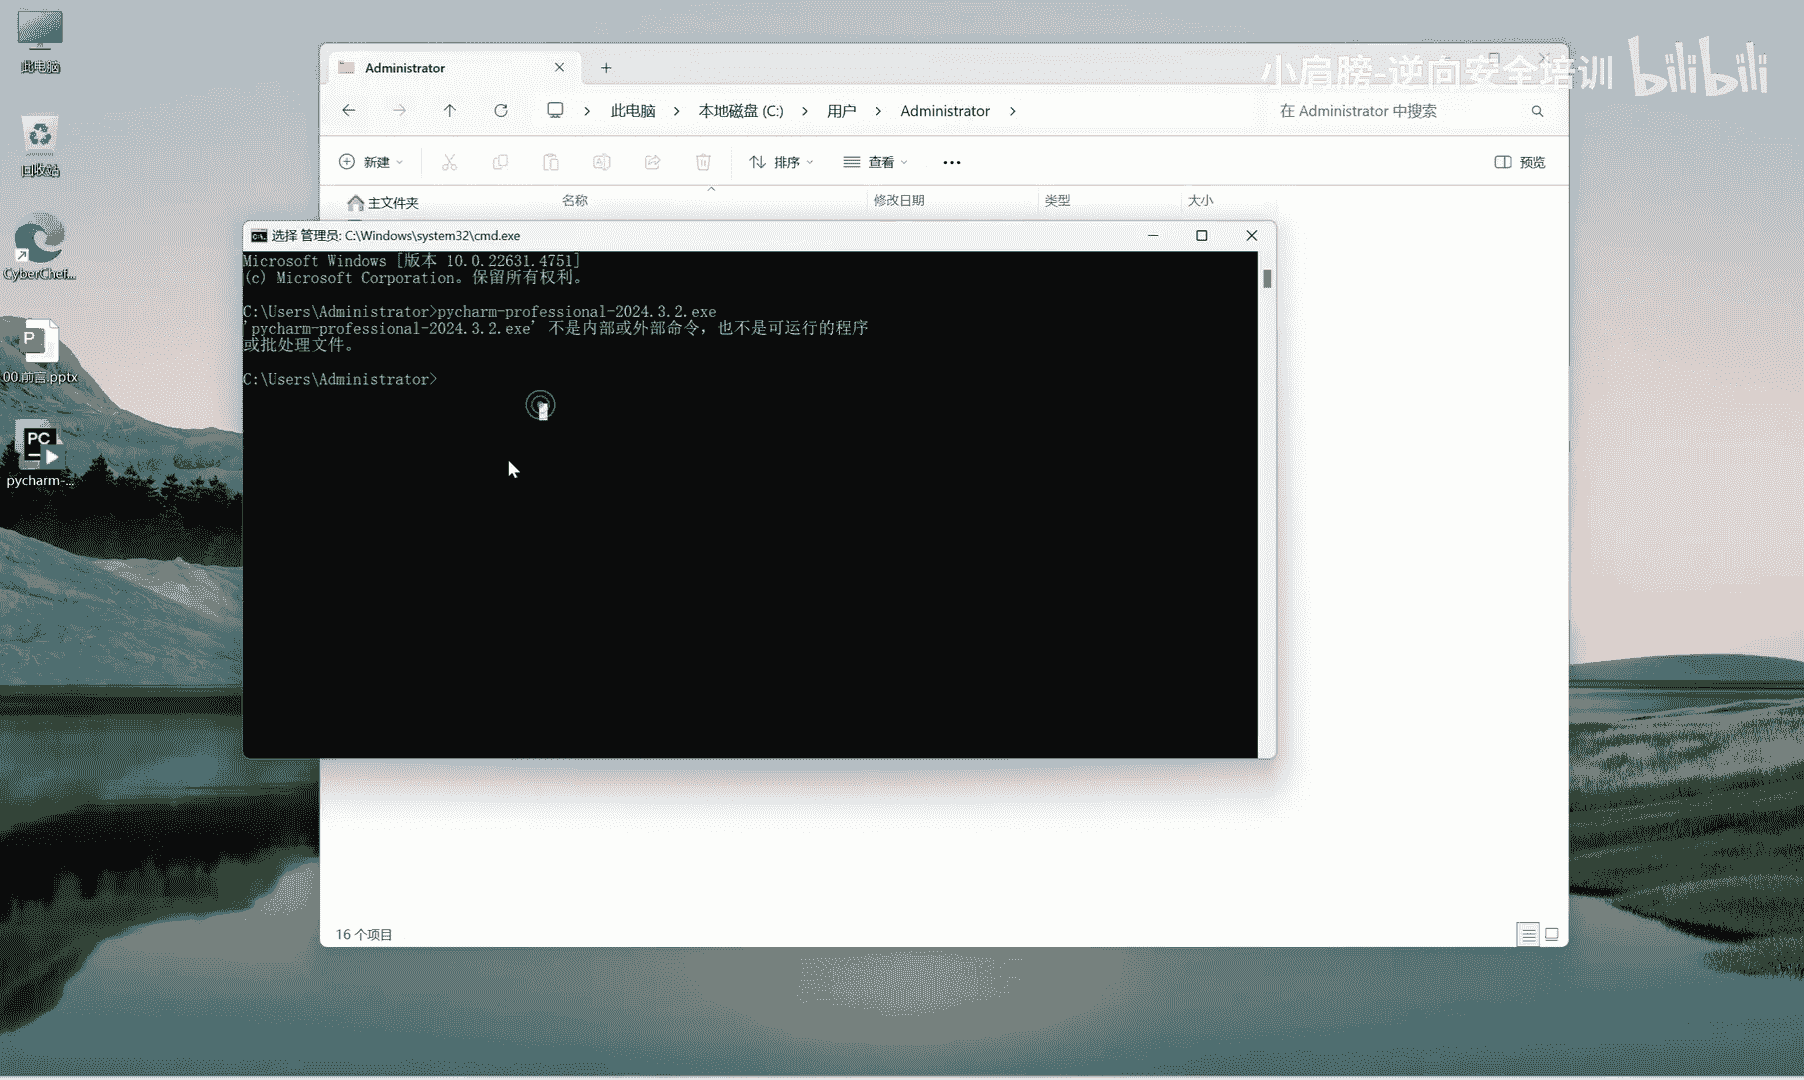 此电脑
回收站
CyberChef...
00.前言.pptx
pycharm-...
Administrator
小肩膀-逆向安全培训 bilibili
此电脑 > 本地磁盘 (C:) > 用户 > Administrator >
在 Administrator 中搜索
新建
排序
查看
预览
主文件夹
名称
修改日期
类型
大小
选择 管理员: C:\Windows\system32\cmd.exe
Microsoft Windows [版本 10.0.22631.4751]
(c) Microsoft Corporation。保留所有权利。
C:\Users\Administrator>pycharm-professional-2024.3.2.exe
'pycharm-professional-2024.3.2.exe' 不是内部或外部命令，也不是可运行的程序
或批处理文件。
C:\Users\Administrator>
16 个项目